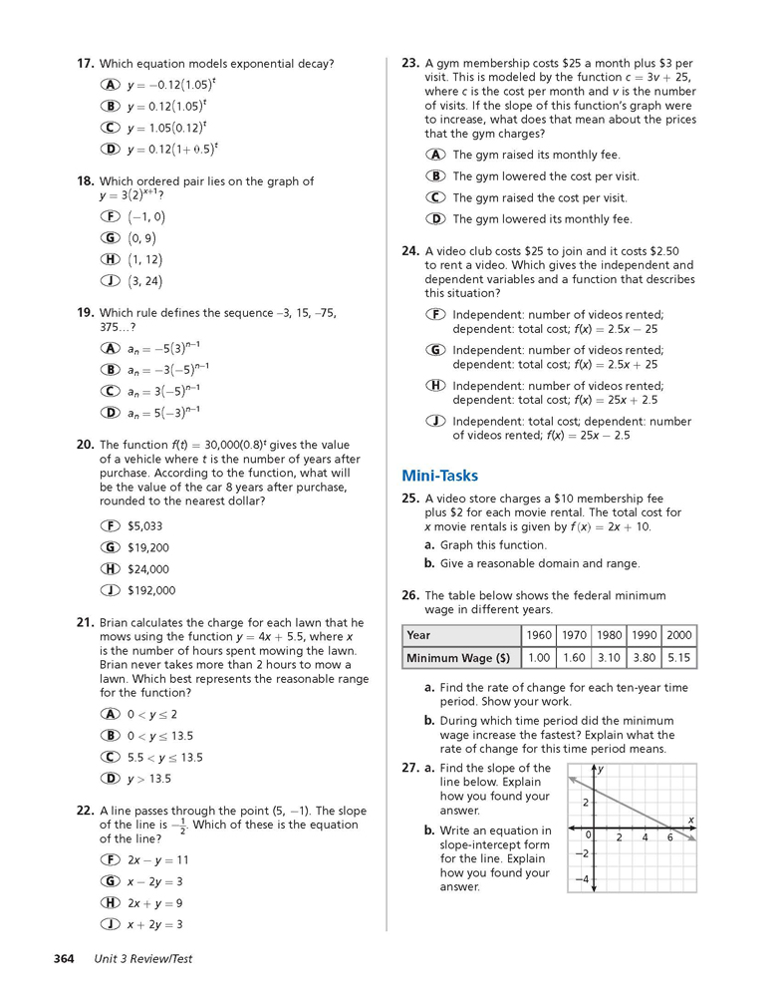 17. Which equation models exponential decay?
A y = −0.12(1.05)^t
B y = 0.12(1.05)^t
C y = 1.05(0.12)^t
D y = 0.12(1+ 0.5)^t
18. Which ordered pair lies on the graph of
y = 3(2)^{x+1}?
F (−1, 0)
G (0, 9)
H (1, 12)
J (3, 24)
19. Which rule defines the sequence –3, 15, –75,
375…?
A a_n = −5(3)^{n−1}
B a_n = −3(−5)^{n−1}
C a_n = 3(−5)^{n−1}
D a_n = 5(−3)^{n−1}
20. The function f(t) = 30,000(0.8)^t gives the value
of a vehicle where t is the number of years after
purchase. According to the function, what will
be the value of the car 8 years after purchase,
rounded to the nearest dollar?
F $5,033
G $19,200
H $24,000
J $192,000
21. Brian calculates the charge for each lawn that he
mows using the function y = 4x + 5.5, where x
is the number of hours spent mowing the lawn.
Brian never takes more than 2 hours to mow a
lawn. Which best represents the reasonable range
for the function?
A 0 < y ≤ 2
B 0 < y ≤ 13.5
C 5.5 < y ≤ 13.5
D y > 13.5
22. A line passes through the point (5, −1). The slope
of the line is −1/2. Which of these is the equation
of the line?
F 2x − y = 11
G x − 2y = 3
H 2x + y = 9
J x + 2y = 3
23. A gym membership costs $25 a month plus $3 per
visit. This is modeled by the function c = 3v + 25,
where c is the cost per month and v is the number
of visits. If the slope of this function's graph were
to increase, what does that mean about the prices
that the gym charges?
A The gym raised its monthly fee.
B The gym lowered the cost per visit.
C The gym raised the cost per visit.
D The gym lowered its monthly fee.
24. A video club costs $25 to join and it costs $2.50
to rent a video. Which gives the independent and
dependent variables and a function that describes
this situation?
F Independent: number of videos rented;
dependent: total cost; f(x) = 2.5x − 25
G Independent: number of videos rented;
dependent: total cost; f(x) = 2.5x + 25
H Independent: number of videos rented;
dependent: total cost; f(x) = 25x + 2.5
J Independent: total cost; dependent: number
of videos rented; f(x) = 25x − 2.5
Mini-Tasks
25. A video store charges a $10 membership fee
plus $2 for each movie rental. The total cost for
x movie rentals is given by f(x) = 2x + 10.
a. Graph this function.
b. Give a reasonable domain and range.
26. The table below shows the federal minimum
wage in different years.
Year 1960 1970 1980 1990 2000
Minimum Wage ($) 1.00 1.60 3.10 3.80 5.15
a. Find the rate of change for each ten-year time
period. Show your work.
b. During which time period did the minimum
wage increase the fastest? Explain what the
rate of change for this time period means.
27. a. Find the slope of the
line below. Explain
how you found your
answer.
b. Write an equation in
slope-intercept form
for the line. Explain
how you found your
answer.
y
2
x
0 2 4 6
−2
−4
364 Unit 3 Review/Test